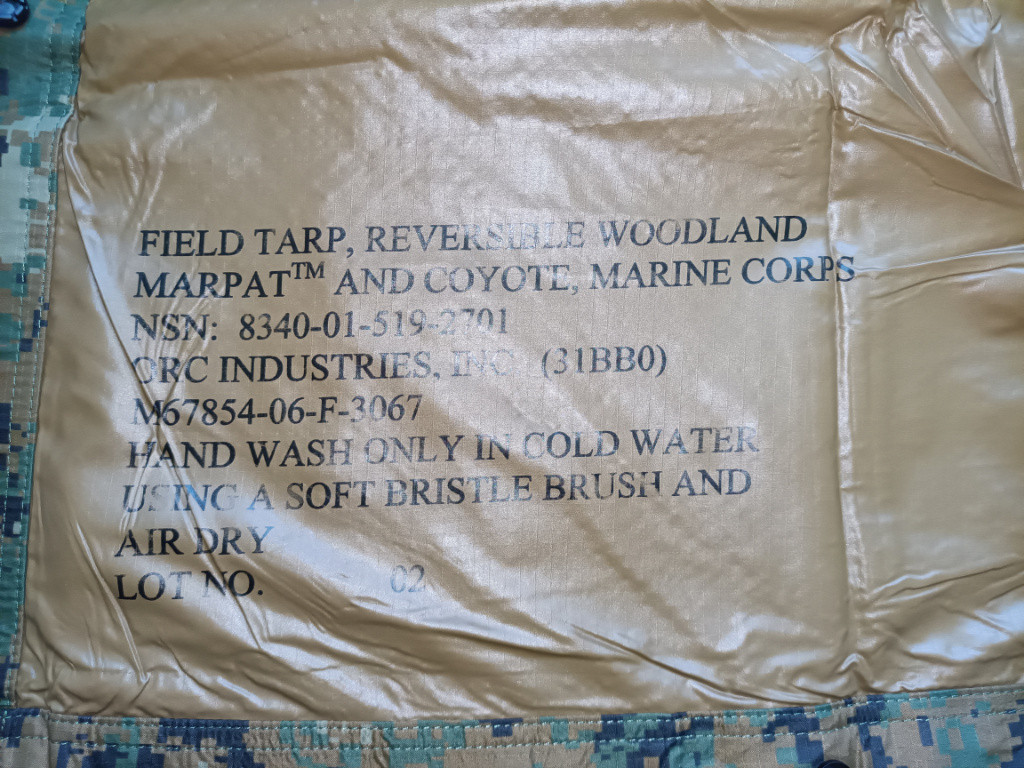 FIELD TARP, REVERSIBLE WOODLAND
MARPAT™ AND COYOTE, MARINE CORPS
NSN: 8340-01-519-2701
ORC INDUSTRIES, INC (31BB0)
M67854-06-F-3067
HAND WASH ONLY IN COLD WATER
USING A SOFT BRISTLE BRUSH AND
AIR DRY
LOT NO. 02